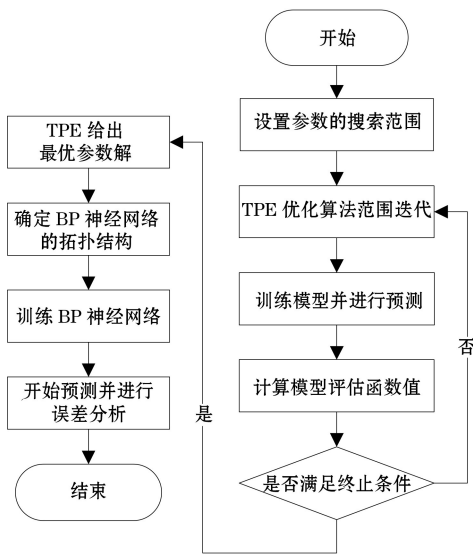 开始
设置参数的搜索范围
TPE 优化算法范围迭代
训练模型并进行预测
计算模型评估函数值
是否满足终止条件
否
是
TPE 给出
最优参数解
确定 BP 神经网络
的拓扑结构
训练 BP 神经网络
开始预测并进行
误差分析
结束